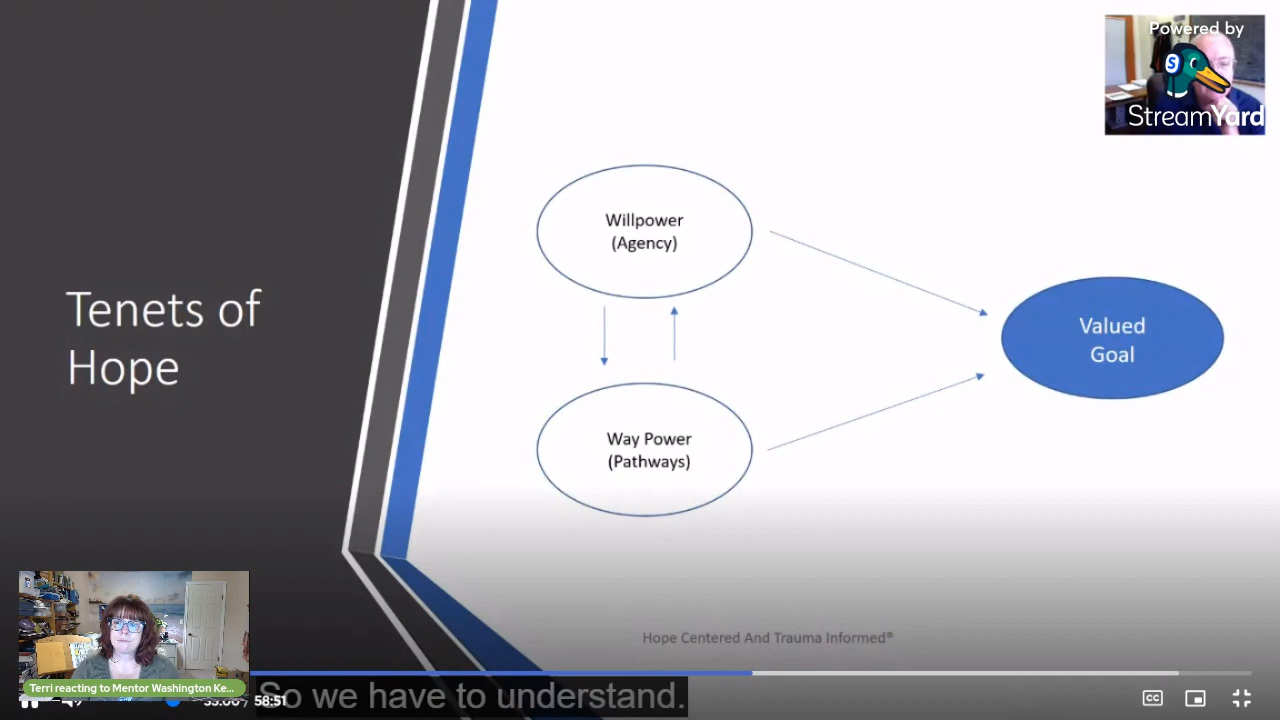 Powered by
S
StreamYard
Willpower
(Agency)
Tenets of
Hope
Valued
Goal
Way Power
(Pathways)
Hope Centered And Trauma Informed®
Terri reacting to Mentor Washington Ke...
58:51
So we have to understand.
CC